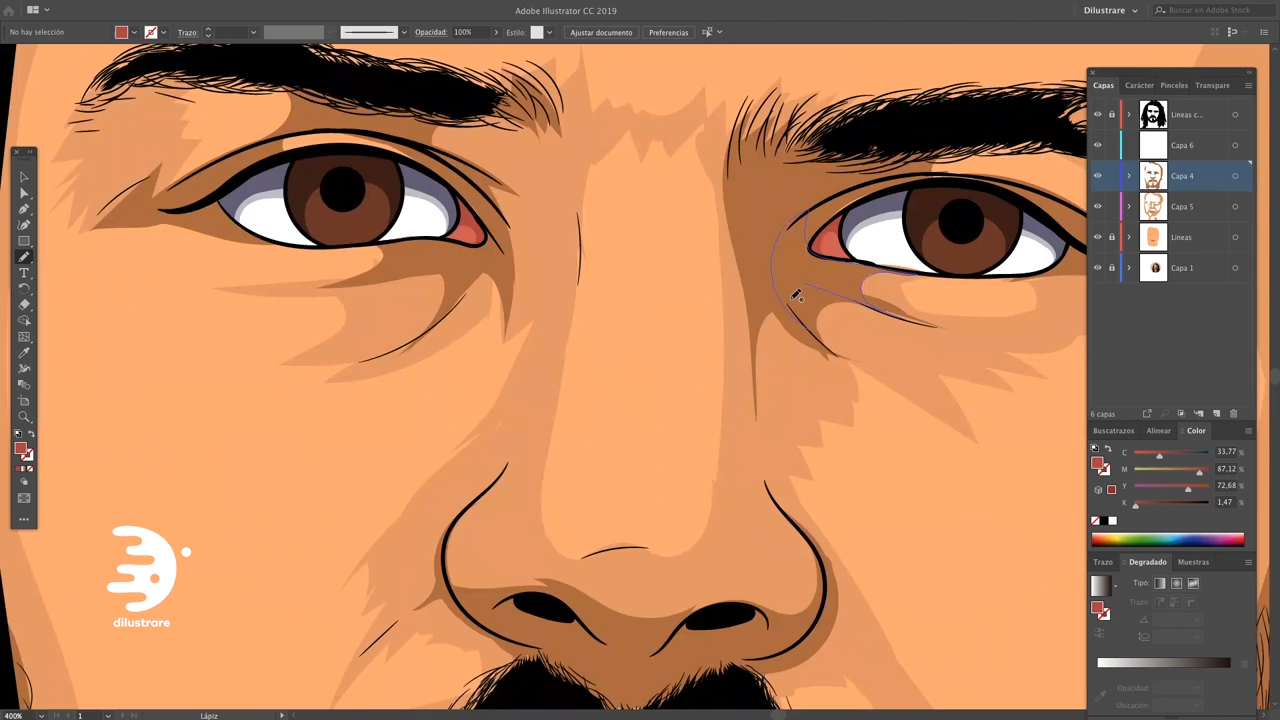 Adobe Illustrator CC 2019
Dilustrare
Buscar en Adobe Stock
No hay selección
Trazo:
Opacidad: 100%
Estilo:
Ajustar documento
Preferencias
Capas Carácter Pinceles Transpare
Lineas c...
Capa 6
Capa 4
Capa 5
Lineas
Capa 1
6 capas
Buscatrazos Alinear Color
C 33,77 %
M 87,12 %
Y 72,68 %
K 1,47 %
Trazo Degradado Muestras
Tipo:
Trazo:
Opacidad:
Ubicación:
dilustrare
400% 1 Lápiz